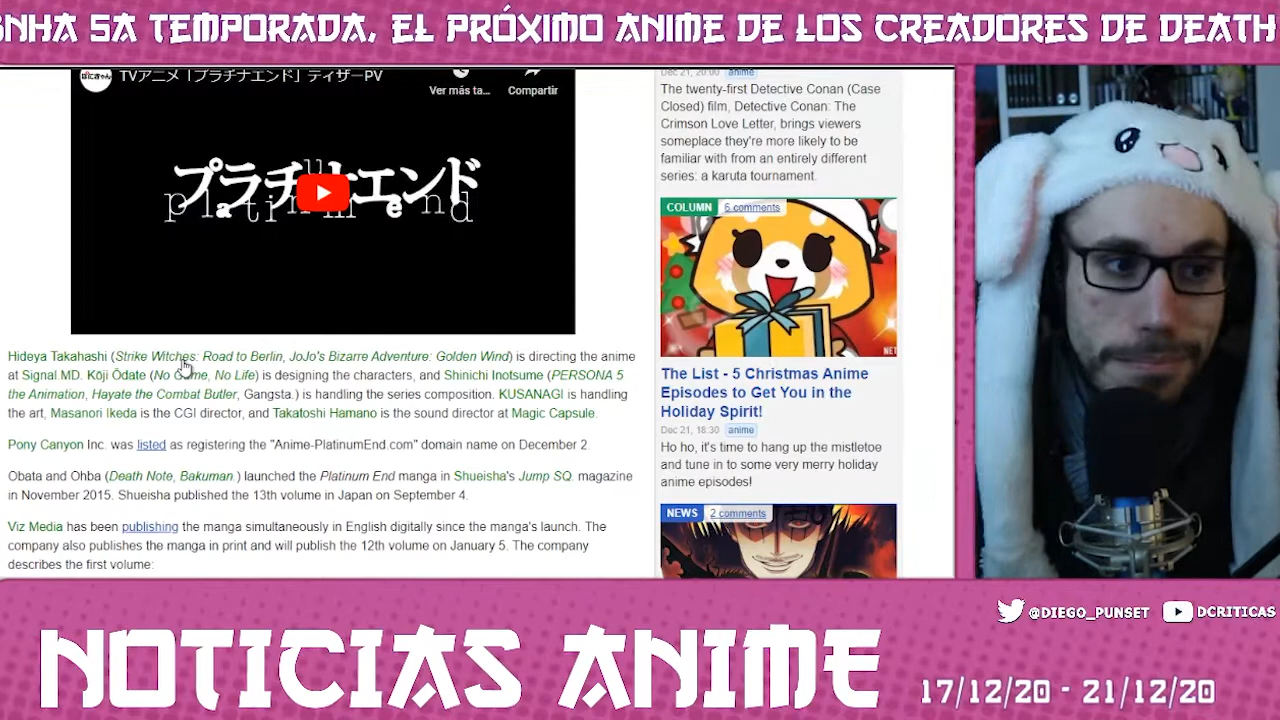 BNHA 5A TEMPORADA, EL PRÓXIMO ANIME DE LOS CREADORES DE DEATH
TVアニメ「プラチナエンド」ティザーPV
Ver más ta...
Compartir
プラチナエンド
platinum end
Hideya Takahashi (Strike Witches: Road to Berlin, JoJo's Bizarre Adventure: Golden Wind) is directing the anime
at Signal MD. Kōji Ōdate (No Game, No Life) is designing the characters, and Shinichi Inotsume (PERSONA 5
the Animation, Hayate the Combat Butler, Gangsta.) is handling the series composition. KUSANAGI is handling
the art, Masanori Ikeda is the CGI director, and Takatoshi Hamano is the sound director at Magic Capsule.
Pony Canyon Inc. was listed as registering the "Anime-PlatinumEnd.com" domain name on December 2.
Obata and Ohba (Death Note, Bakuman.) launched the Platinum End manga in Shueisha's Jump SQ. magazine
in November 2015. Shueisha published the 13th volume in Japan on September 4.
Viz Media has been publishing the manga simultaneously in English digitally since the manga's launch. The
company also publishes the manga in print and will publish the 12th volume on January 5. The company
describes the first volume:
Dec 21, 20:00 anime
The twenty-first Detective Conan (Case
Closed) film, Detective Conan: The
Crimson Love Letter, brings viewers
someplace they're more likely to be
familiar with from an entirely different
series: a karuta tournament.
COLUMN 6 comments
NET
The List - 5 Christmas Anime
Episodes to Get You in the
Holiday Spirit!
Dec 21, 18:30 anime
Ho ho, it's time to hang up the mistletoe
and tune in to some very merry holiday
anime episodes!
NEWS 2 comments
@DIEGO_PUNSET DCRITICAS
NOTICIAS ANIME
17/12/20 - 21/12/20